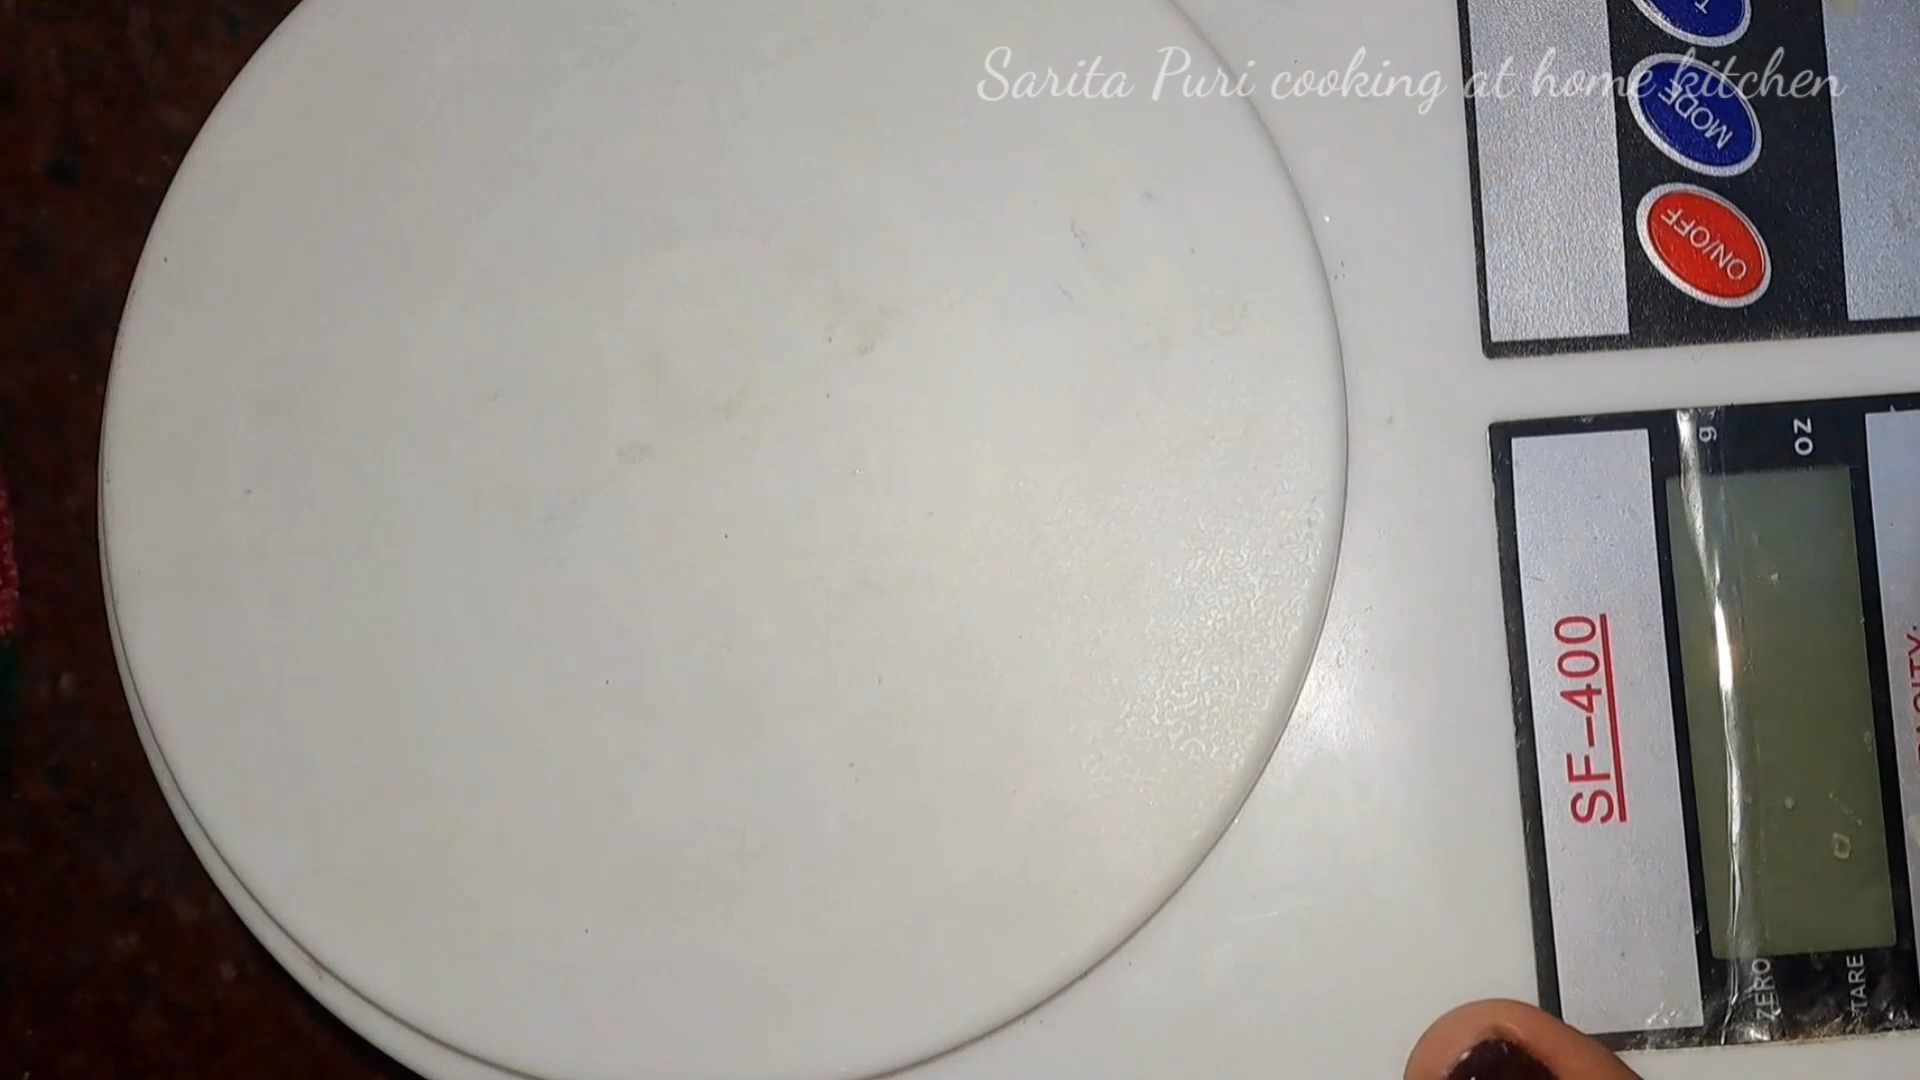 Sarita Puri cooking at home kitchen
MODE
ON/OFF
g
oz
SF-400
ZERO
TARE